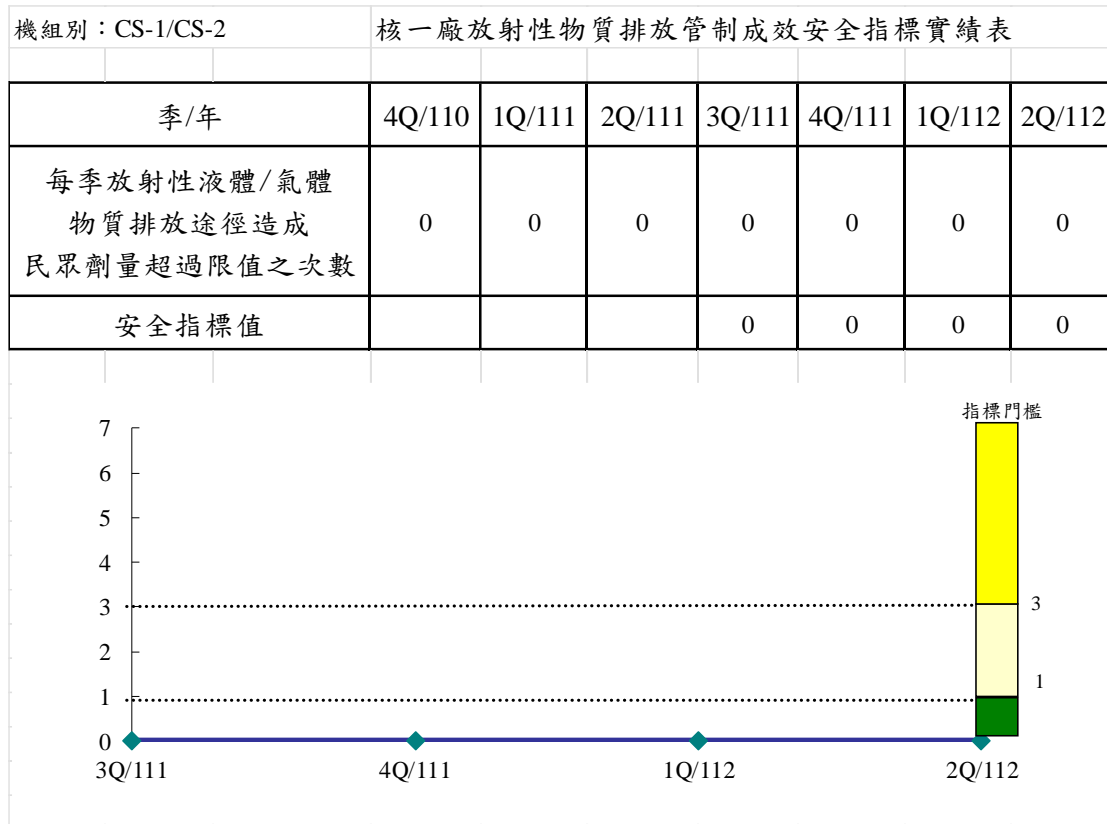 機組別：CS-1/CS-2 核一廠放射性物質排放管制成效安全指標實績表
季/年 4Q/110 1Q/111 2Q/111 3Q/111 4Q/111 1Q/112 2Q/112
每季放射性液體/氣體
物質排放途徑造成
民眾劑量超過限值之次數
0 0 0 0 0 0 0
安全指標值 0 0 0 0
指標門檻
7
6
5
4
3 3
2
1 1
0
3Q/111 4Q/111 1Q/112 2Q/112